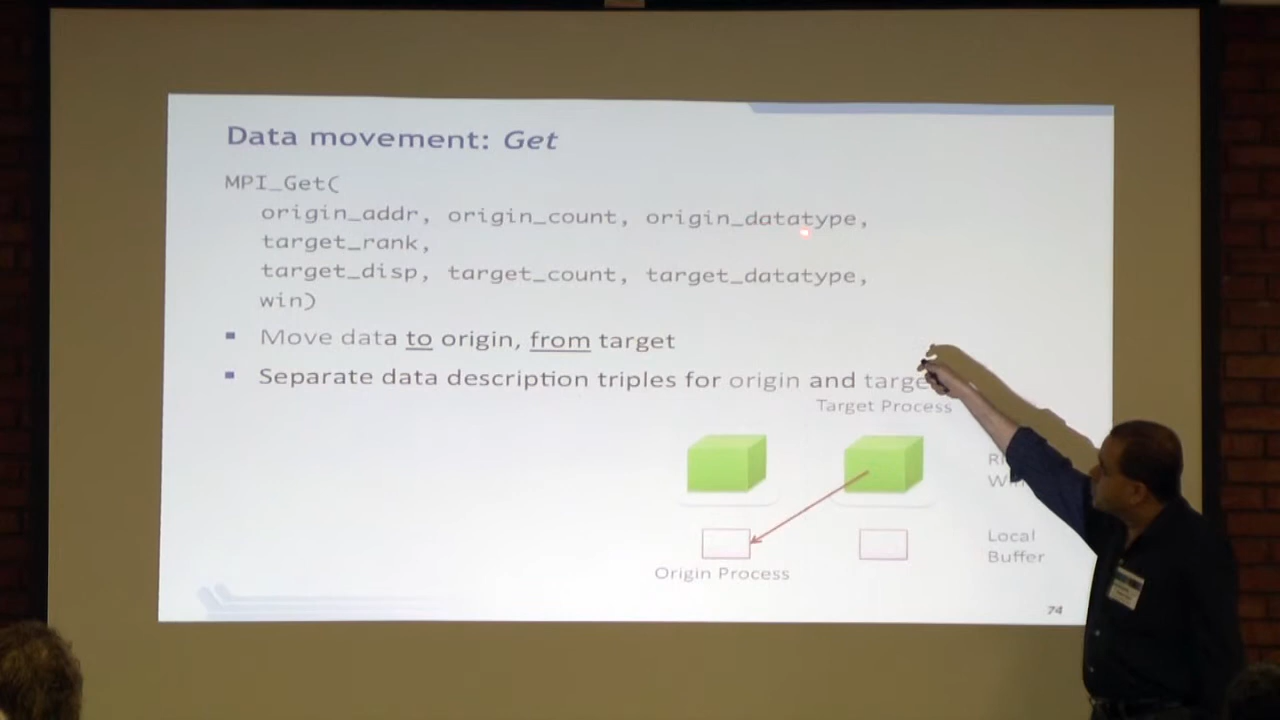 Data movement: Get
MPI_Get(
origin_addr, origin_count, origin_datatype,
target_rank,
target_disp, target_count, target_datatype,
win)
Move data to origin, from target
Separate data description triples for origin and targe
Target Process
Local
Buffer
Origin Process
74